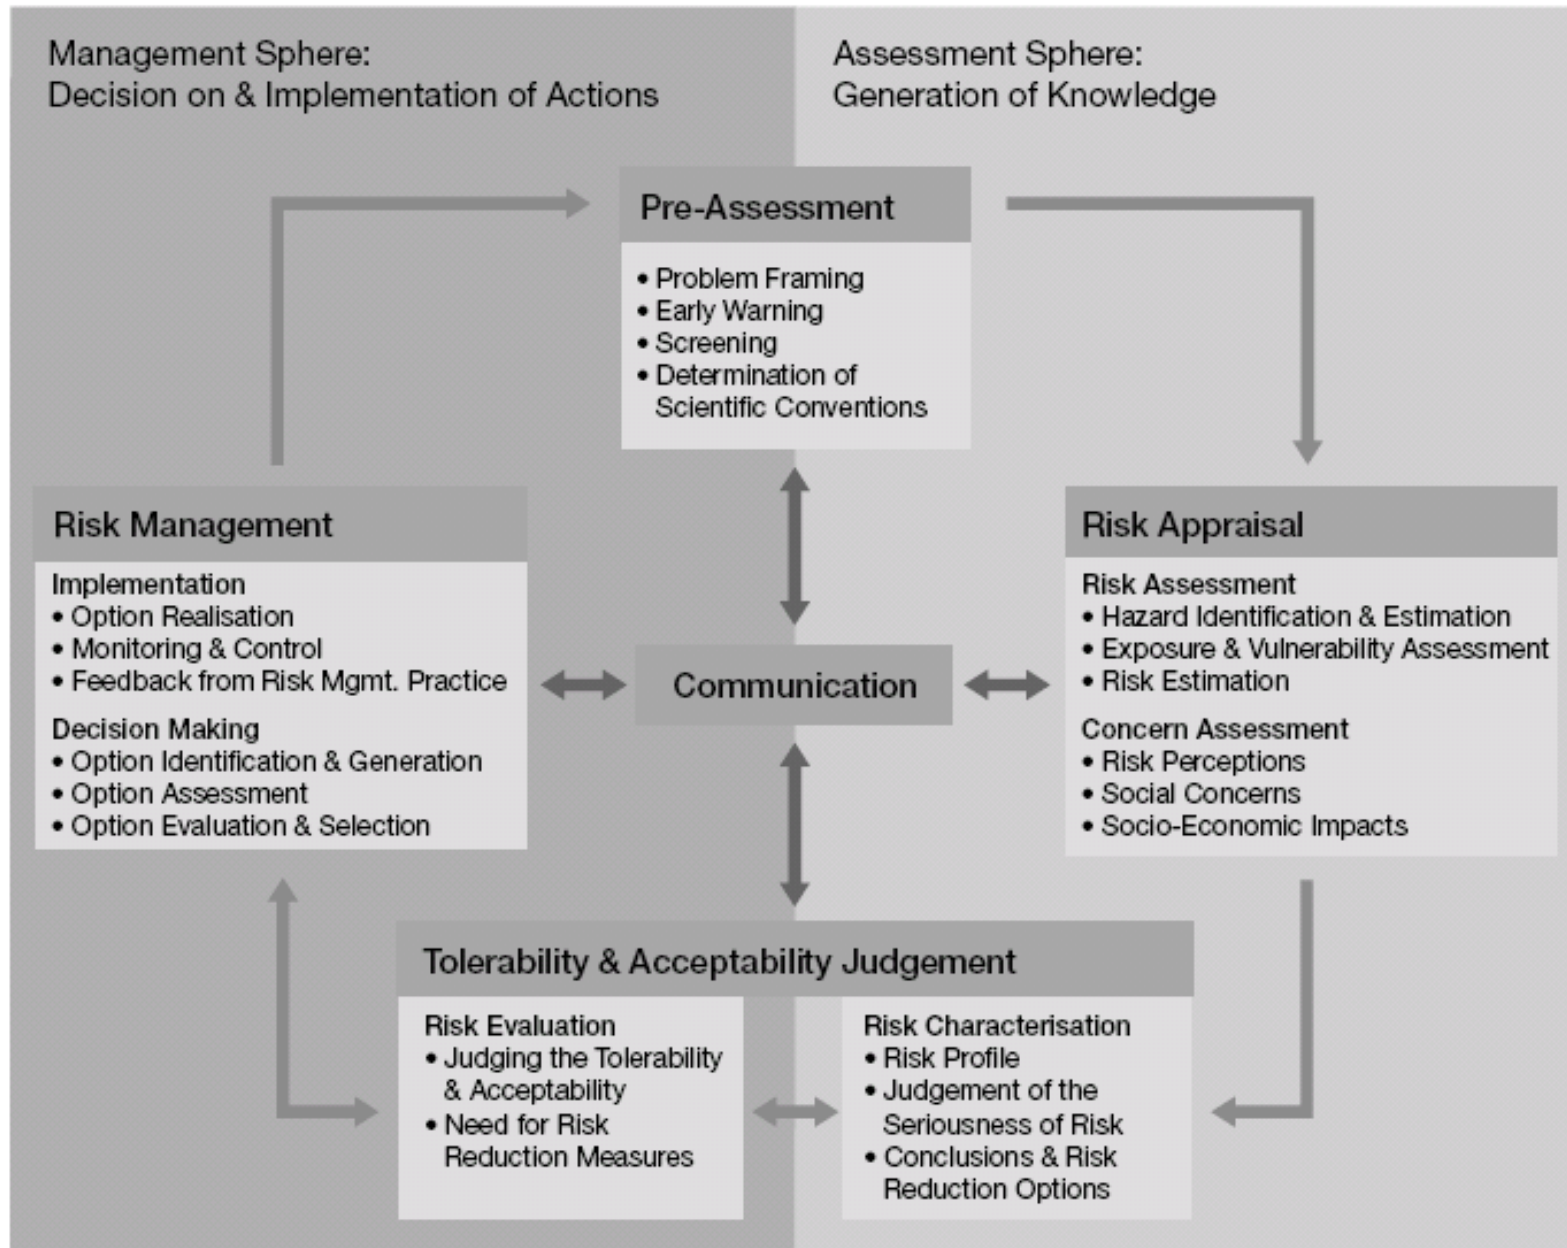 Management Sphere:
Decision on & Implementation of Actions
Assessment Sphere:
Generation of Knowledge
Pre-Assessment
• Problem Framing
• Early Warning
• Screening
• Determination of
Scientific Conventions
Risk Management
Implementation
• Option Realisation
• Monitoring & Control
• Feedback from Risk Mgmt. Practice
Decision Making
• Option Identification & Generation
• Option Assessment
• Option Evaluation & Selection
Communication
Risk Appraisal
Risk Assessment
• Hazard Identification & Estimation
• Exposure & Vulnerability Assessment
• Risk Estimation
Concern Assessment
• Risk Perceptions
• Social Concerns
• Socio-Economic Impacts
Tolerability & Acceptability Judgement
Risk Evaluation
• Judging the Tolerability
& Acceptability
• Need for Risk
Reduction Measures
Risk Characterisation
• Risk Profile
• Judgement of the
Seriousness of Risk
• Conclusions & Risk
Reduction Options